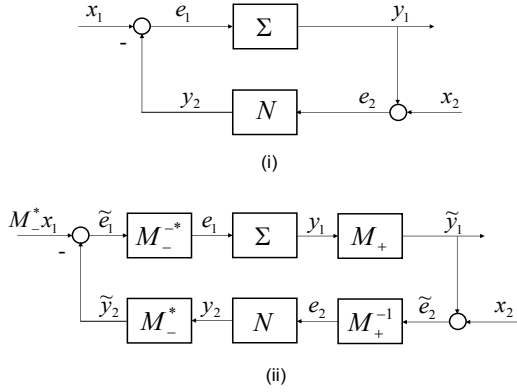 x₁ e₁ Σ y₁
-
y₂ N e₂ x₂
(i)
M₋*x₁ ẽ₁ M₋⁻* e₁ Σ y₁ M₊ ỹ₁
-
ỹ₂ M₋* y₂ N e₂ M₊⁻¹ ẽ₂ x₂
(ii)